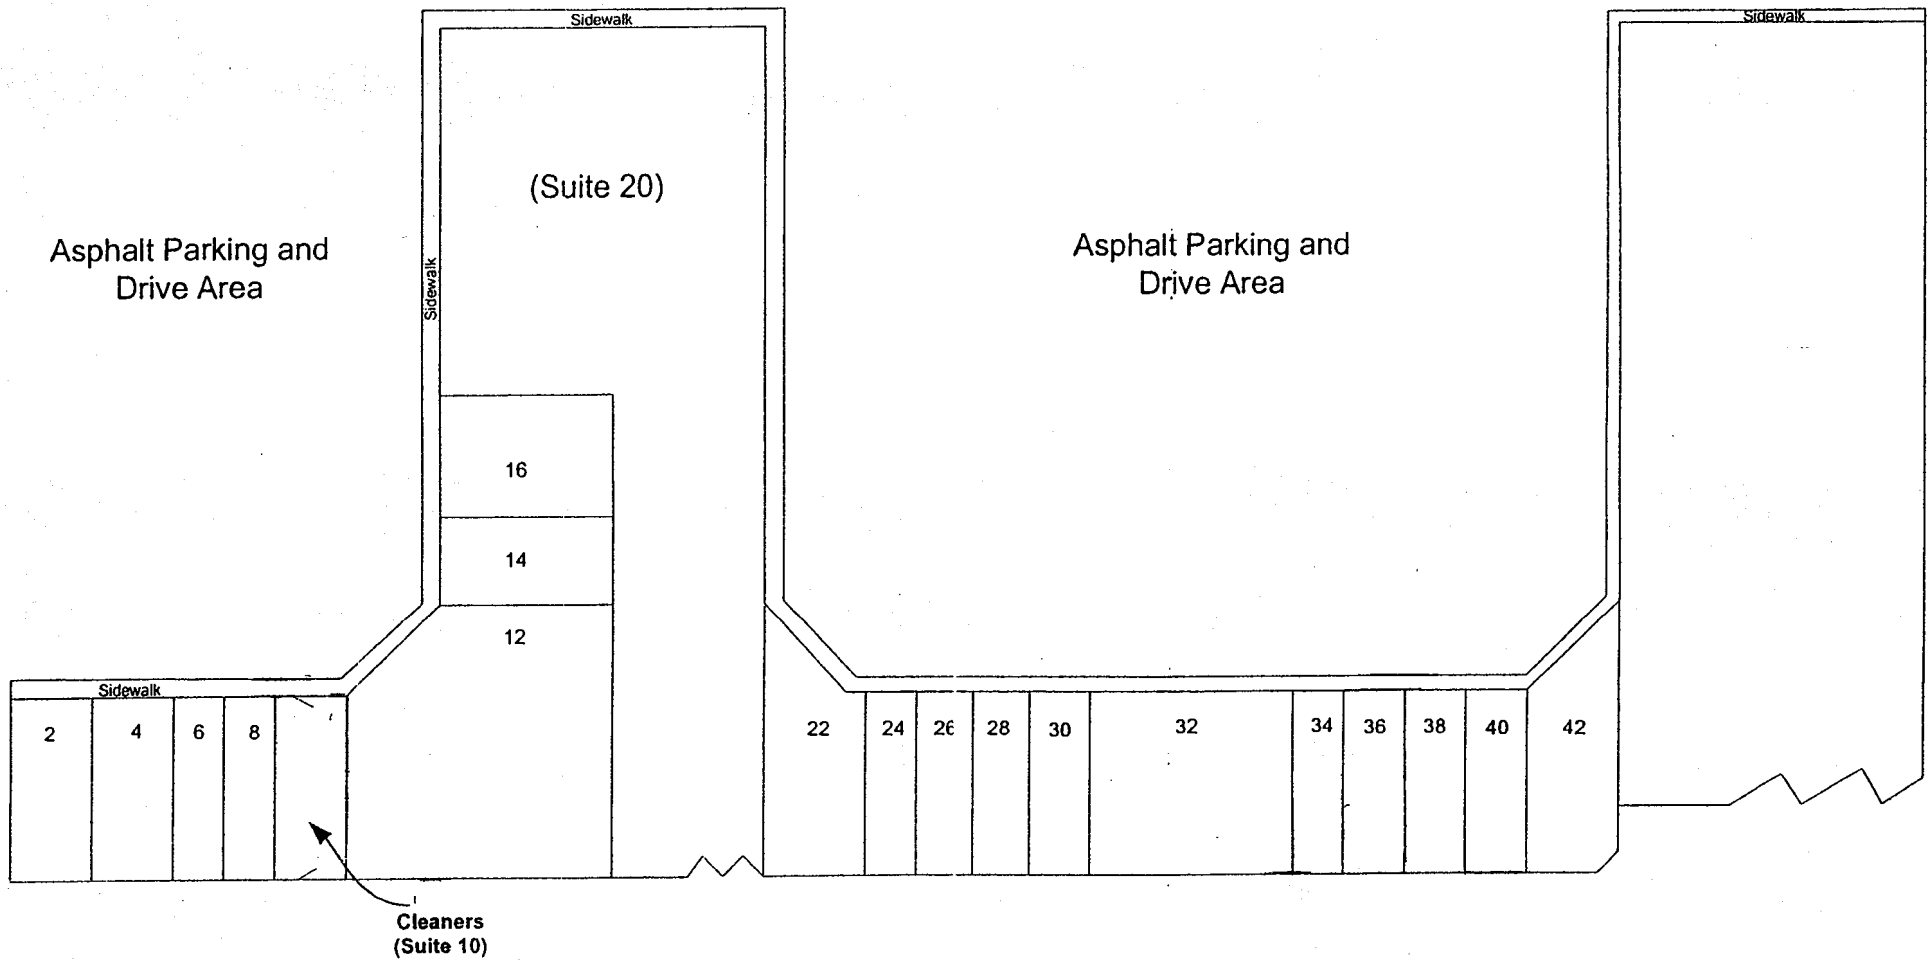 Sidewalk
Sidewalk
(Suite 20)
Asphalt Parking and
Drive Area
Asphalt Parking and
Drive Area
Sidewalk
16
14
12
Sidewalk
2
4
6
8
22
24
26
28
30
32
34
36
38
40
42
Cleaners
(Suite 10)